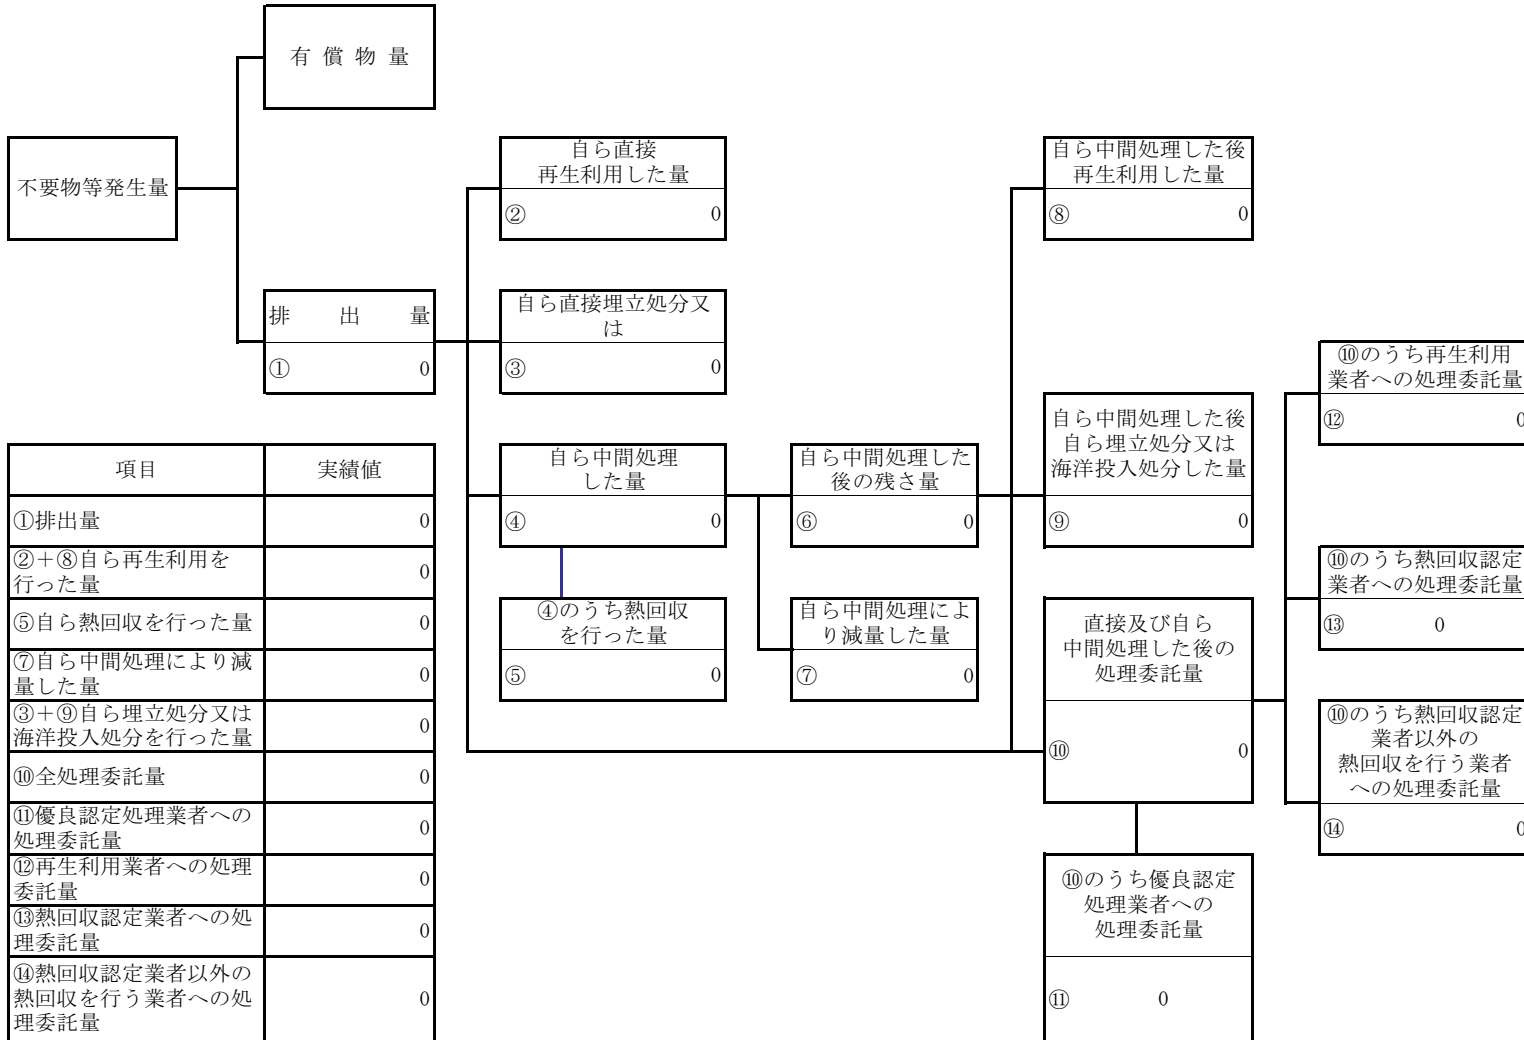 有 償 物 量
不要物等発生量
自ら直接
再生利用した量
② 0
自ら中間処理した後
再生利用した量
⑧ 0
排 出 量
① 0
自ら直接埋立処分又
は
③ 0
⑩のうち再生利用
業者への処理委託量
⑫ 0
自ら中間処理した後
自ら埋立処分又は
海洋投入処分した量
⑨ 0
自ら中間処理
した量
④ 0
自ら中間処理した
後の残さ量
⑥ 0
④のうち熱回収
を行った量
⑤ 0
自ら中間処理によ
り減量した量
⑦ 0
直接及び自ら
中間処理した後の
処理委託量
⑩ 0
⑩のうち熱回収認定
業者への処理委託量
⑬ 0
⑩のうち熱回収認定
業者以外の
熱回収を行う業者
への処理委託量
⑭ 0
⑩のうち優良認定
処理業者への
処理委託量
⑪ 0
項目 実績値
①排出量 0
②＋⑧自ら再生利用を
行った量 0
⑤自ら熱回収を行った量 0
⑦自ら中間処理により減
量した量 0
③＋⑨自ら埋立処分又は
海洋投入処分を行った量 0
⑩全処理委託量 0
⑪優良認定処理業者への
処理委託量 0
⑫再生利用業者への処理
委託量 0
⑬熱回収認定業者への処
理委託量 0
⑭熱回収認定業者以外の
熱回収を行う業者への処 0
理委託量